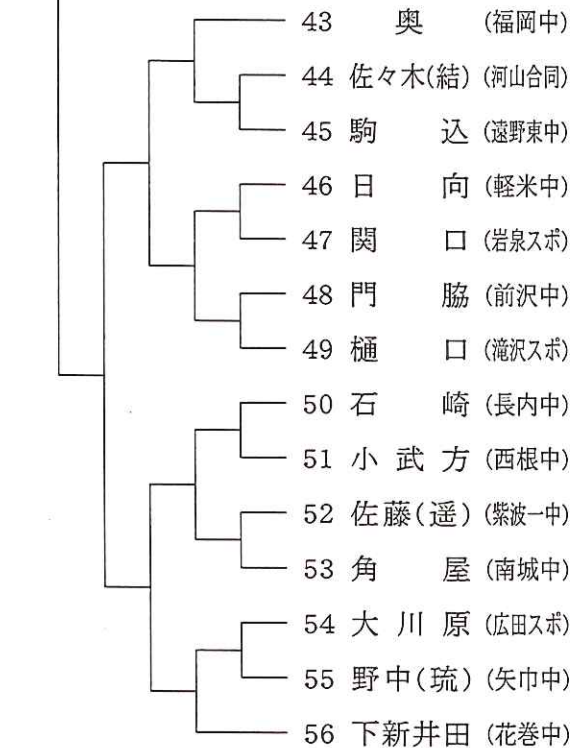 43 奥 (福岡中)
44 佐々木(結) (河山合同)
45 駒込 (遠野東中)
46 日向 (軽米中)
47 関口 (岩泉スポ)
48 門脇 (前沢中)
49 樋口 (滝沢スポ)
50 石崎 (長内中)
51 小武方 (西根中)
52 佐藤(遥) (紫波一中)
53 角屋 (南城中)
54 大川原 (広田スポ)
55 野中(琉) (矢巾中)
56 下新井田 (花巻中)